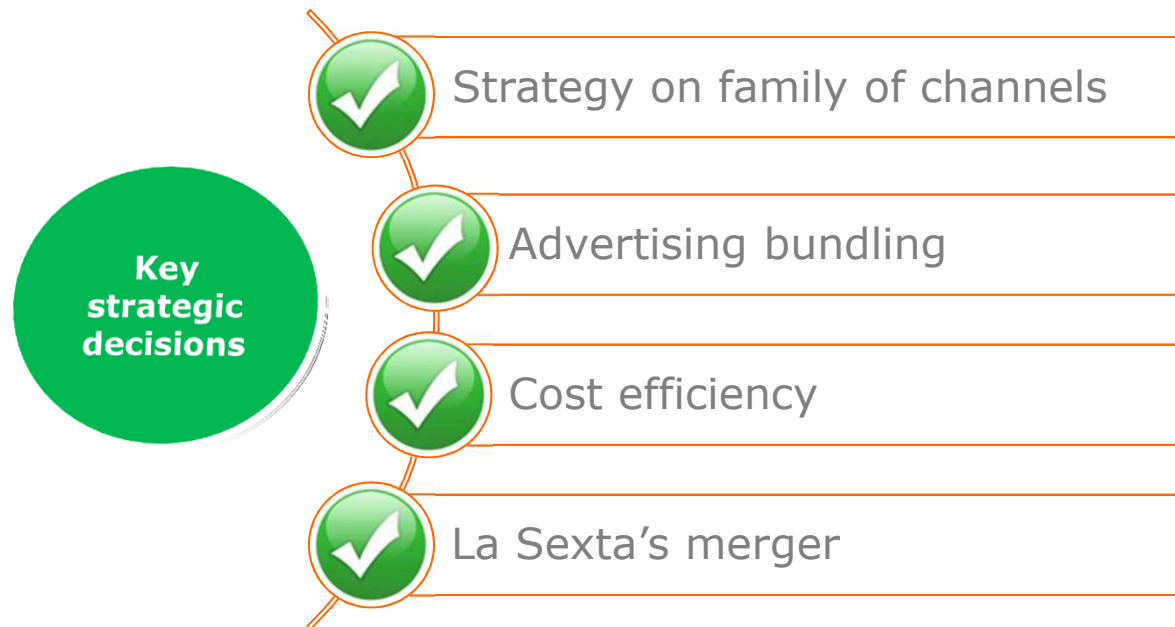 Strategy on family of channels
Advertising bundling
Key
strategic
decisions
Cost efficiency
La Sexta’s merger